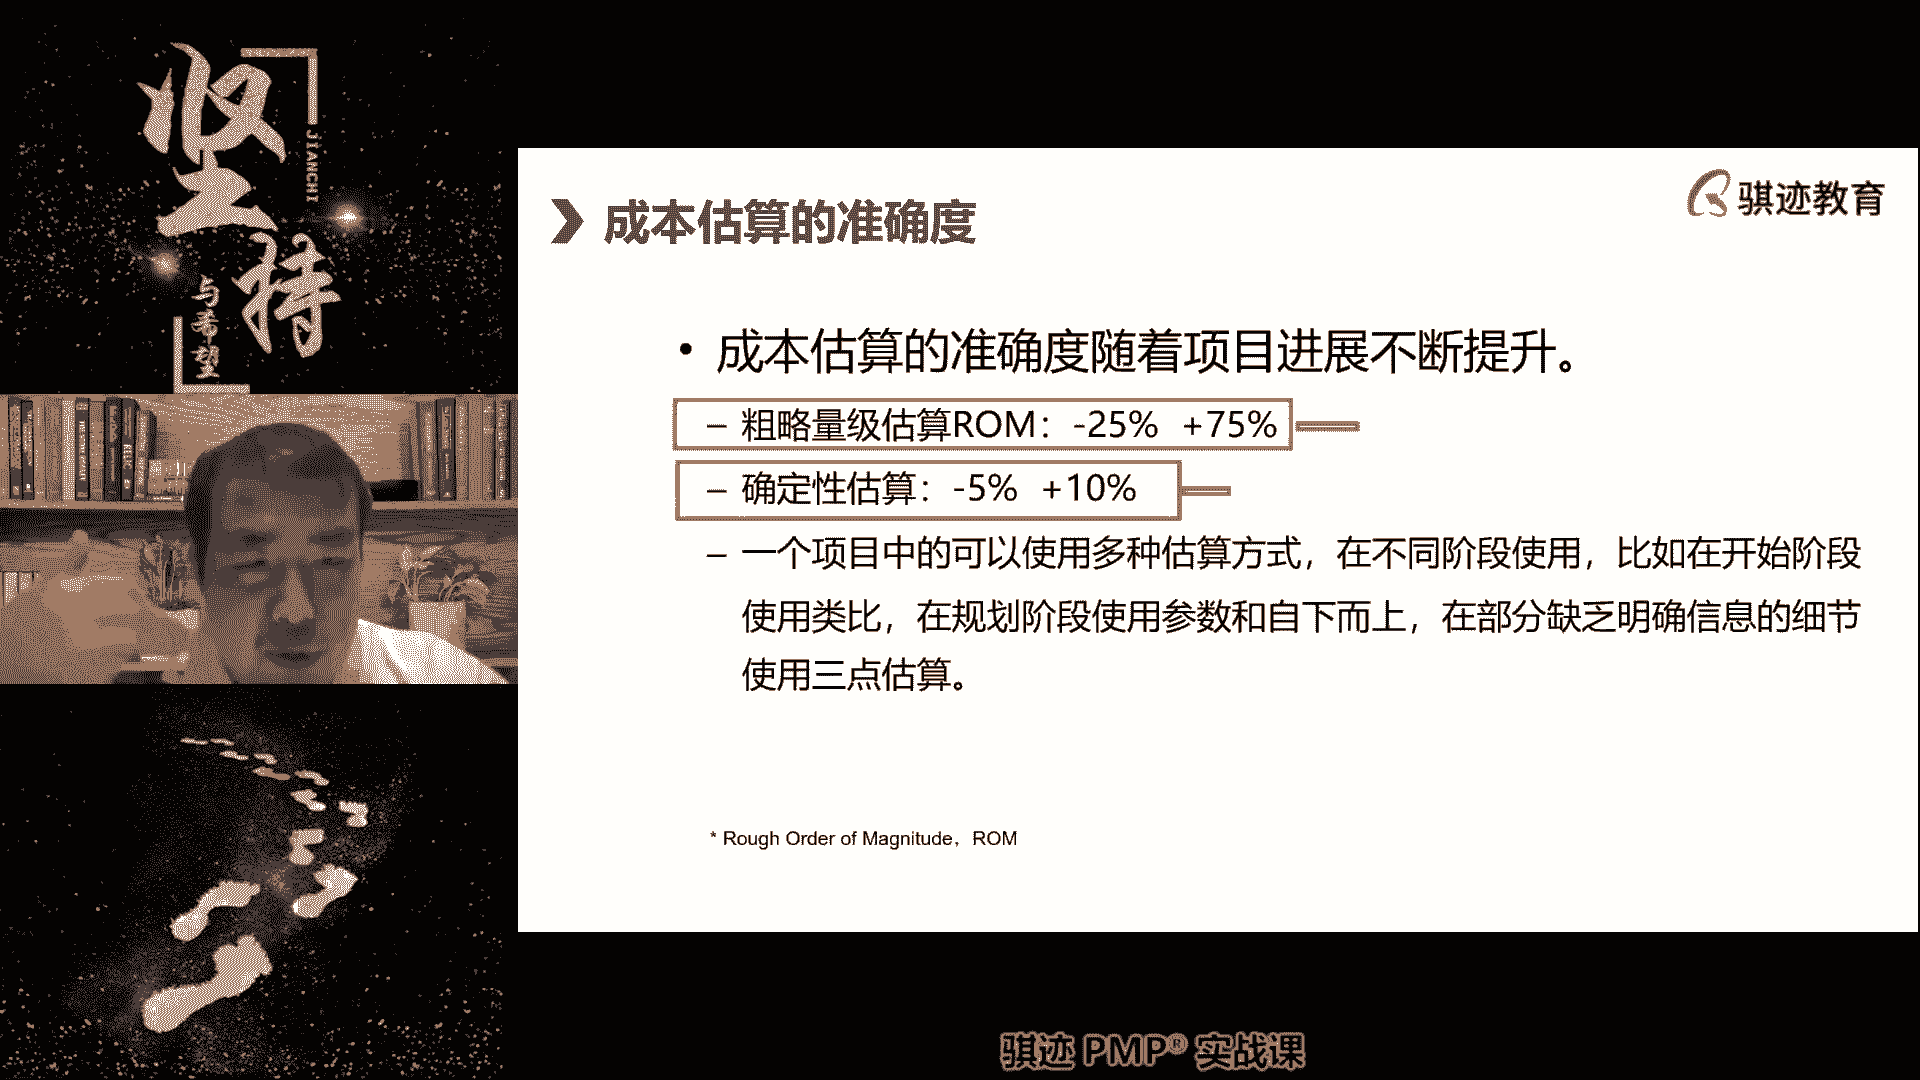 坚持
JIANCHI
与希望
骐迹教育
成本估算的准确度
• 成本估算的准确度随着项目进展不断提升。
– 粗略量级估算ROM：-25% +75%
– 确定性估算：-5% +10%
– 一个项目中的可以使用多种估算方式，在不同阶段使用，比如在开始阶段
使用类比，在规划阶段使用参数和自下而上，在部分缺乏明确信息的细节
使用三点估算。
* Rough Order of Magnitude，ROM
骐迹 PMP® 实战课